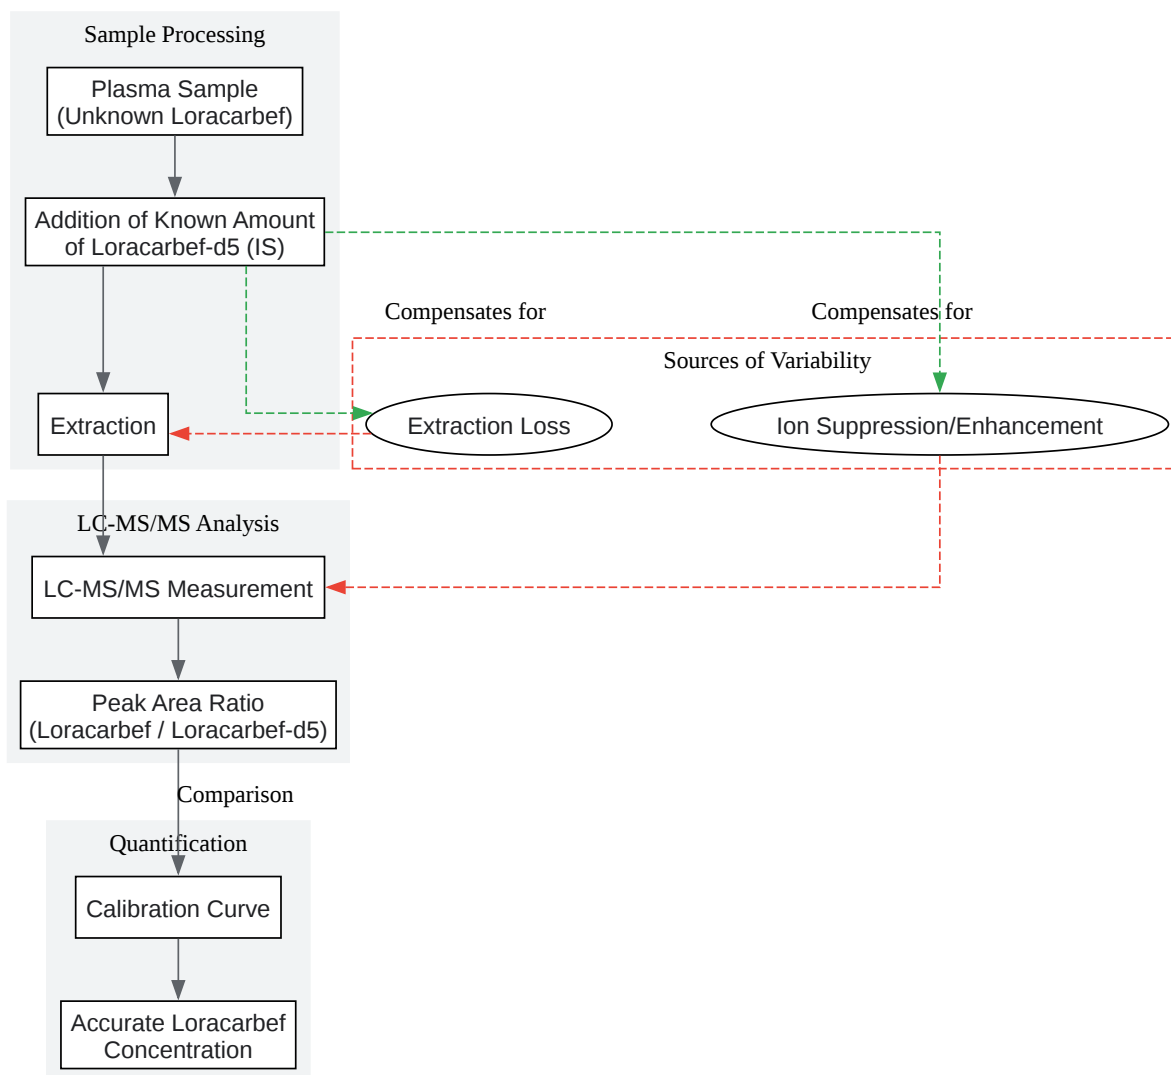 Sample Processing
Plasma Sample
(Unknown Loracarbef)
Addition of Known Amount
of Loracarbef-d5 (IS)
Compensates for
Compensates for
Sources of Variability
Extraction
Extraction Loss
Ion Suppression/Enhancement
LC-MS/MS Analysis
LC-MS/MS Measurement
Peak Area Ratio
(Loracarbef / Loracarbef-d5)
Comparison
Quantification
Calibration Curve
Accurate Loracarbef
Concentration